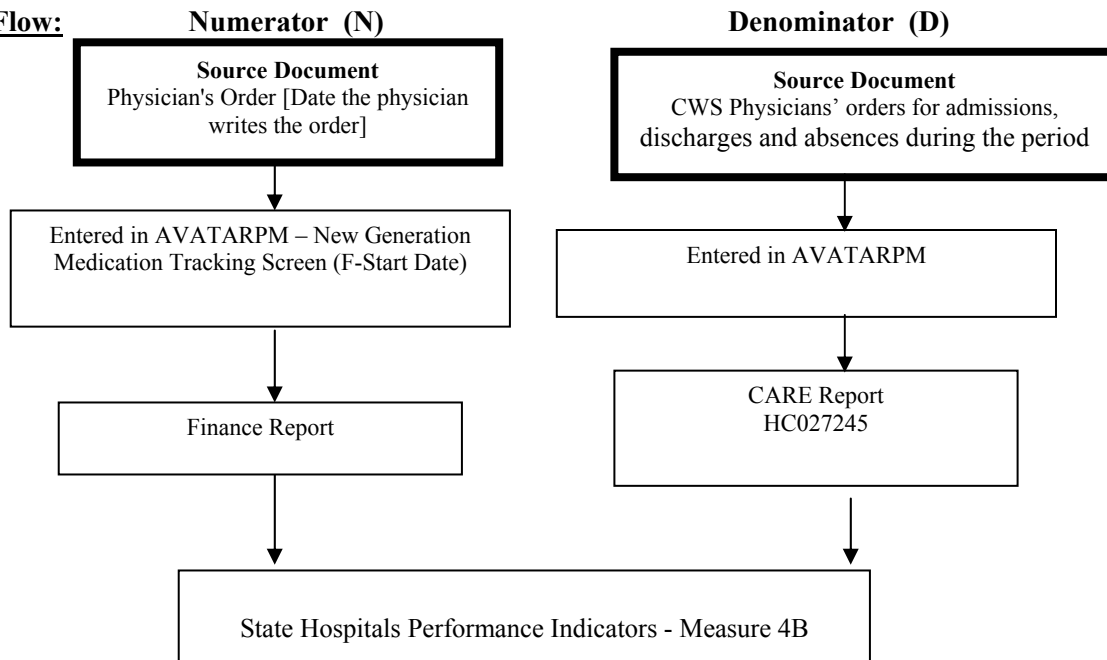 Flow:
Numerator (N)
Denominator (D)
Source Document
Physician's Order [Date the physician
writes the order]
Source Document
CWS Physicians’ orders for admissions,
discharges and absences during the period
Entered in AVATARPM – New Generation
Medication Tracking Screen (F-Start Date)
Entered in AVATARPM
Finance Report
CARE Report
HC027245
State Hospitals Performance Indicators - Measure 4B